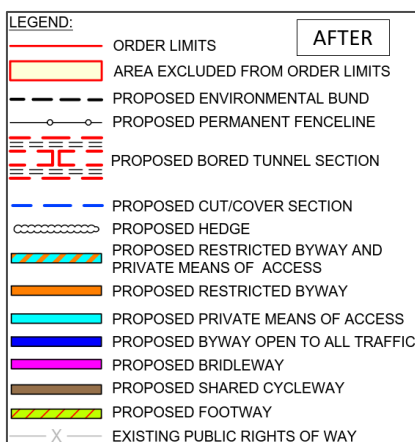 LEGEND:
AFTER
ORDER LIMITS
AREA EXCLUDED FROM ORDER LIMITS
PROPOSED ENVIRONMENTAL BUND
PROPOSED PERMANENT FENCELINE
PROPOSED BORED TUNNEL SECTION
PROPOSED CUT/COVER SECTION
PROPOSED HEDGE
PROPOSED RESTRICTED BYWAY AND
PRIVATE MEANS OF ACCESS
PROPOSED RESTRICTED BYWAY
PROPOSED PRIVATE MEANS OF ACCESS
PROPOSED BYWAY OPEN TO ALL TRAFFIC
PROPOSED BRIDLEWAY
PROPOSED SHARED CYCLEWAY
PROPOSED FOOTWAY
X EXISTING PUBLIC RIGHTS OF WAY